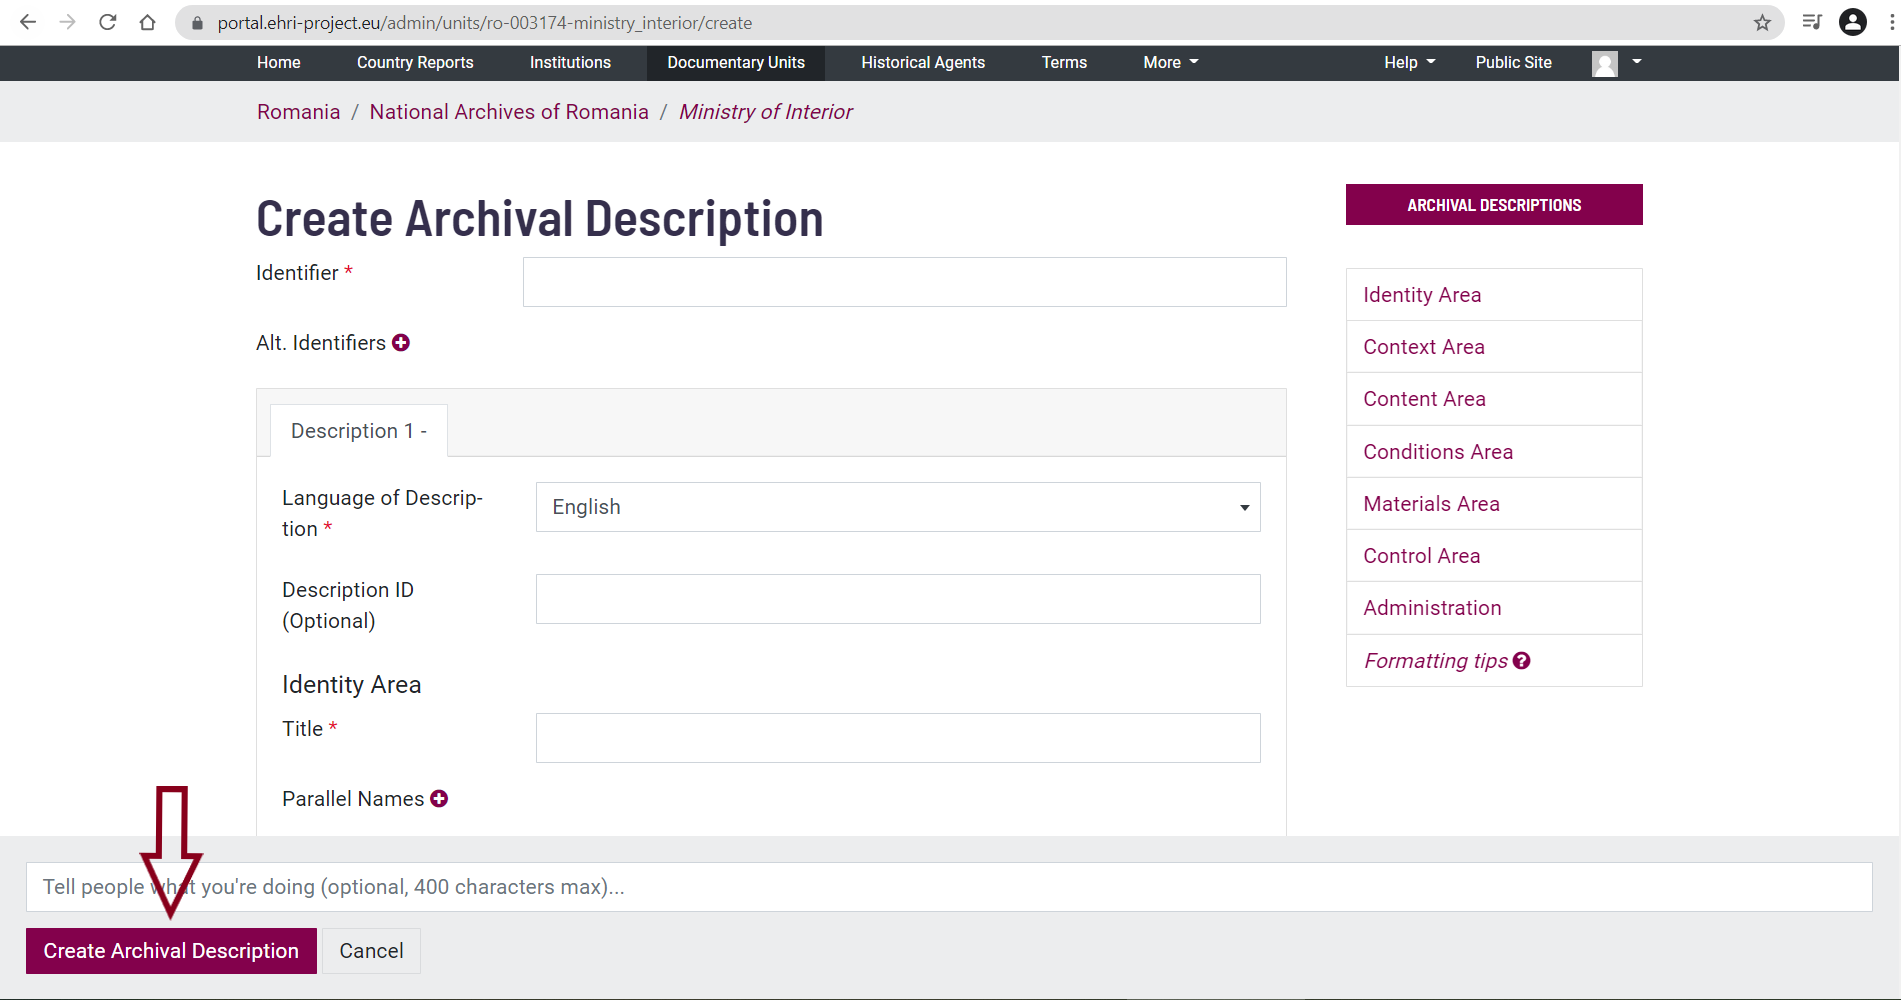 portal.ehri-project.eu/admin/units/ro-003174-ministry_interior/create
Home Country Reports Institutions Documentary Units Historical Agents Terms More Help Public Site
Romania / National Archives of Romania / Ministry of Interior
Create Archival Description
Identifier *
Alt. Identifiers
Description 1 -
Language of Descrip-
tion *
English
Description ID
(Optional)
Identity Area
Title *
Parallel Names
ARCHIVAL DESCRIPTIONS
Identity Area
Context Area
Content Area
Conditions Area
Materials Area
Control Area
Administration
Formatting tips ?
Tell people what you're doing (optional, 400 characters max)...
Create Archival Description Cancel